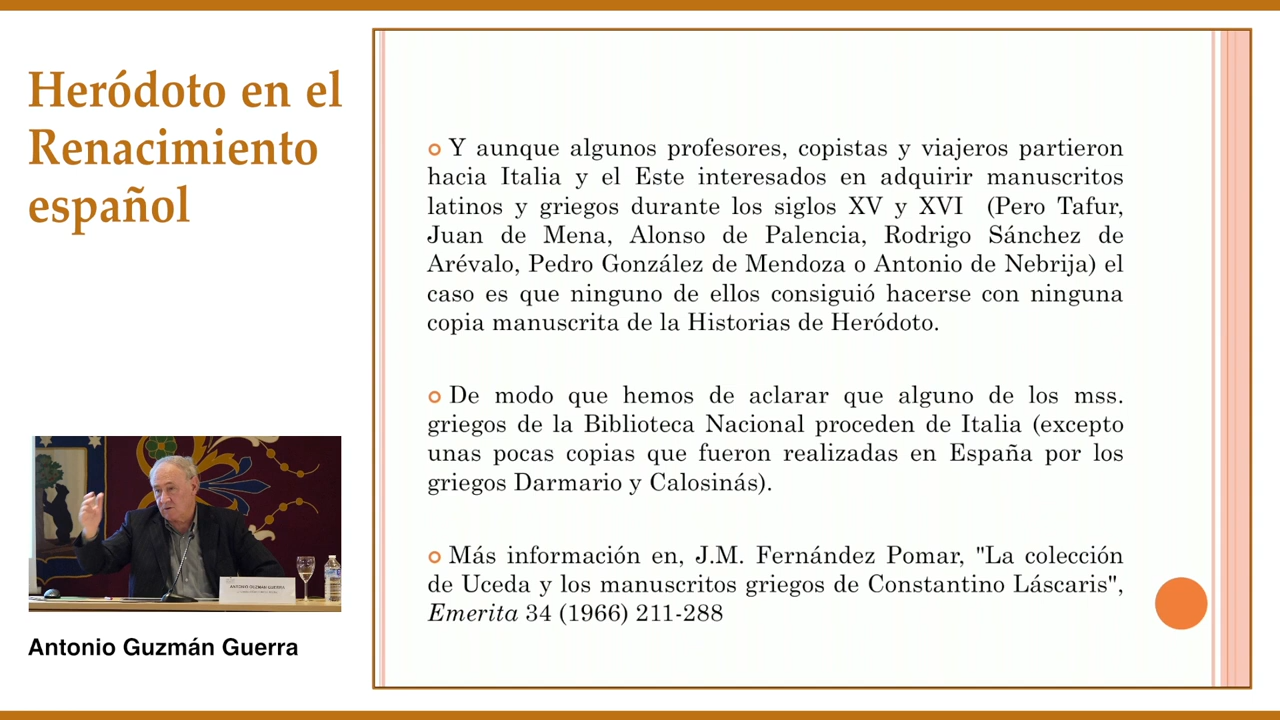 Heródoto en el
Renacimiento
español
Y aunque algunos profesores, copistas y viajeros partieron
hacia Italia y el Este interesados en adquirir manuscritos
latinos y griegos durante los siglos XV y XVI (Pero Tafur,
Juan de Mena, Alonso de Palencia, Rodrigo Sánchez de
Arévalo, Pedro González de Mendoza o Antonio de Nebrija) el
caso es que ninguno de ellos consiguió hacerse con ninguna
copia manuscrita de la Historias de Heródoto.
De modo que hemos de aclarar que alguno de los mss.
griegos de la Biblioteca Nacional proceden de Italia (excepto
unas pocas copias que fueron realizadas en España por los
griegos Darmario y Calosinás).
Más información en, J.M. Fernández Pomar, "La colección
de Uceda y los manuscritos griegos de Constantino Láscaris",
Emerita 34 (1966) 211-288
ANTONIO GUZMÁN GUERRA
Antonio Guzmán Guerra